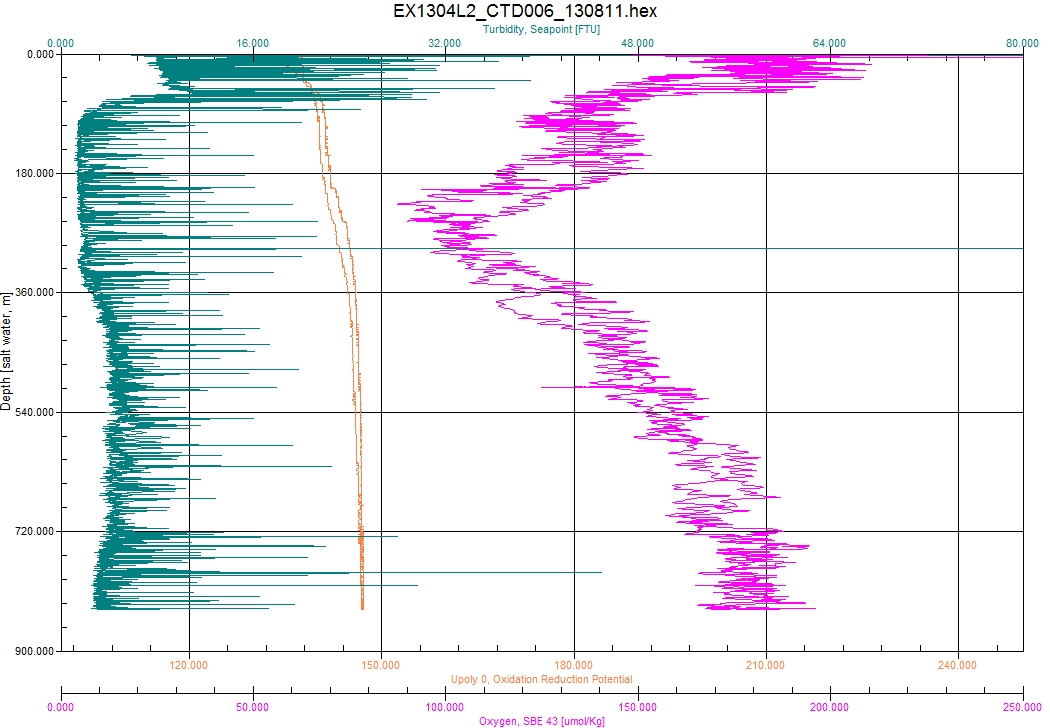 EX1304L2_CTD006_130811.hex
Turbidity, Seapoint [FTU]
0.000 16.000 32.000 48.000 64.000 80.000
0.000
180.000
360.000
Depth [salt water, m]
540.000
720.000
900.000
120.000 150.000 180.000 210.000 240.000
Upoly 0, Oxidation Reduction Potential
0.000 50.000 100.000 150.000 200.000 250.000
Oxygen, SBE 43 [umol/Kg]